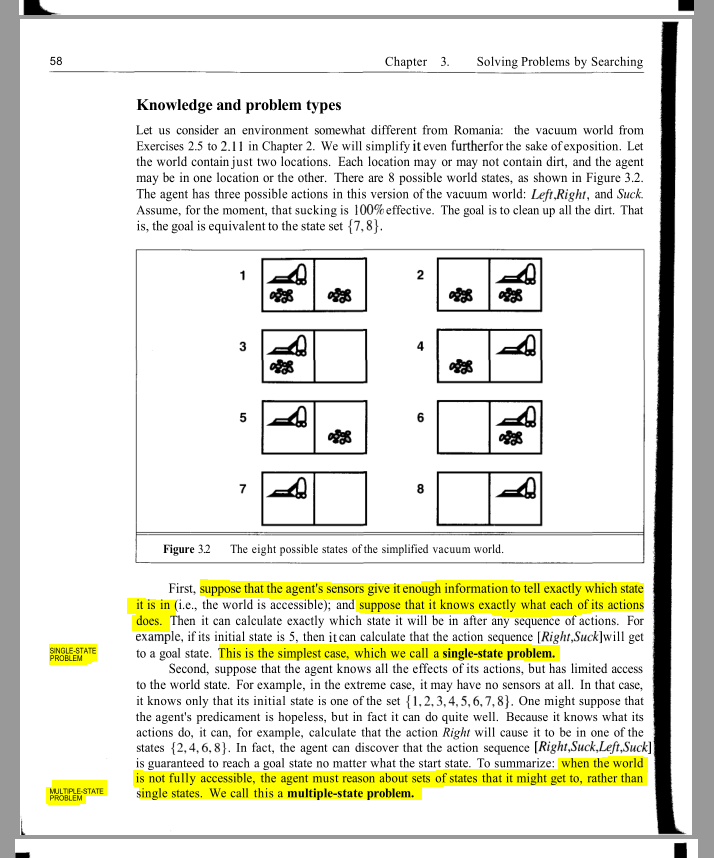 58
Chapter 3. Solving Problems by Searching
Knowledge and problem types
Let us consider an environment somewhat different from Romania: the vacuum world from
Exercises 2.5 to 2.11 in Chapter 2. We will simplify it even furtherfor the sake of exposition. Let
the world contain just two locations. Each location may or may not contain dirt, and the agent
may be in one location or the other. There are 8 possible world states, as shown in Figure 3.2.
The agent has three possible actions in this version of the vacuum world: Left,Right, and Suck.
Assume, for the moment, that sucking is 100% effective. The goal is to clean up all the dirt. That
is, the goal is equivalent to the state set {7,8}.
1
2
3
4
5
6
7
8
Figure 3.2 The eight possible states of the simplified vacuum world.
First, suppose that the agent's sensors give it enough information to tell exactly which state
it is in (i.e., the world is accessible); and suppose that it knows exactly what each of its actions
does. Then it can calculate exactly which state it will be in after any sequence of actions. For
example, if its initial state is 5, then it can calculate that the action sequence [Right,Suck]will get
to a goal state. This is the simplest case, which we call a single-state problem.
SINGLE-STATE
PROBLEM
Second, suppose that the agent knows all the effects of its actions, but has limited access
to the world state. For example, in the extreme case, it may have no sensors at all. In that case,
it knows only that its initial state is one of the set {1,2,3,4,5,6,7,8}. One might suppose that
the agent's predicament is hopeless, but in fact it can do quite well. Because it knows what its
actions do, it can, for example, calculate that the action Right will cause it to be in one of the
states {2,4,6,8}. In fact, the agent can discover that the action sequence [Right,Suck,Left,Suck]
is guaranteed to reach a goal state no matter what the start state. To summarize: when the world
is not fully accessible, the agent must reason about sets of states that it might get to, rather than
single states. We call this a multiple-state problem.
MULTIPLE-STATE
PROBLEM